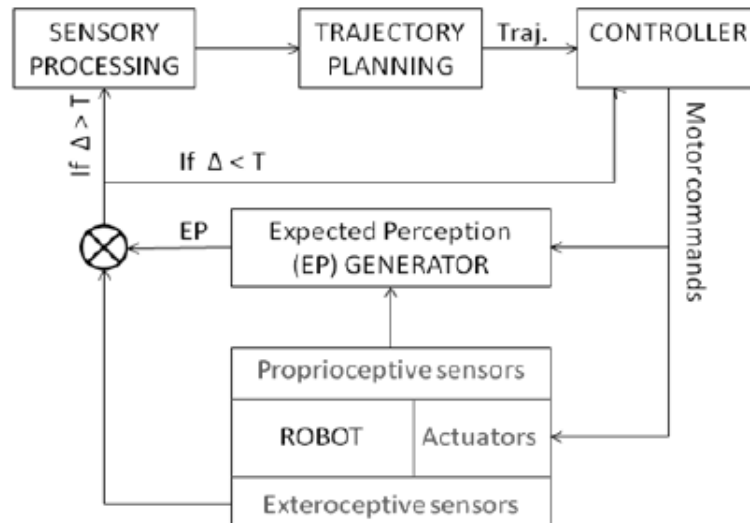 SENSORY
PROCESSING
TRAJECTORY
PLANNING
Traj.
CONTROLLER
If Δ > T
If Δ < T
Motor commands
EP
Expected Perception
(EP) GENERATOR
Proprioceptive sensors
ROBOT
Actuators
Exteroceptive sensors